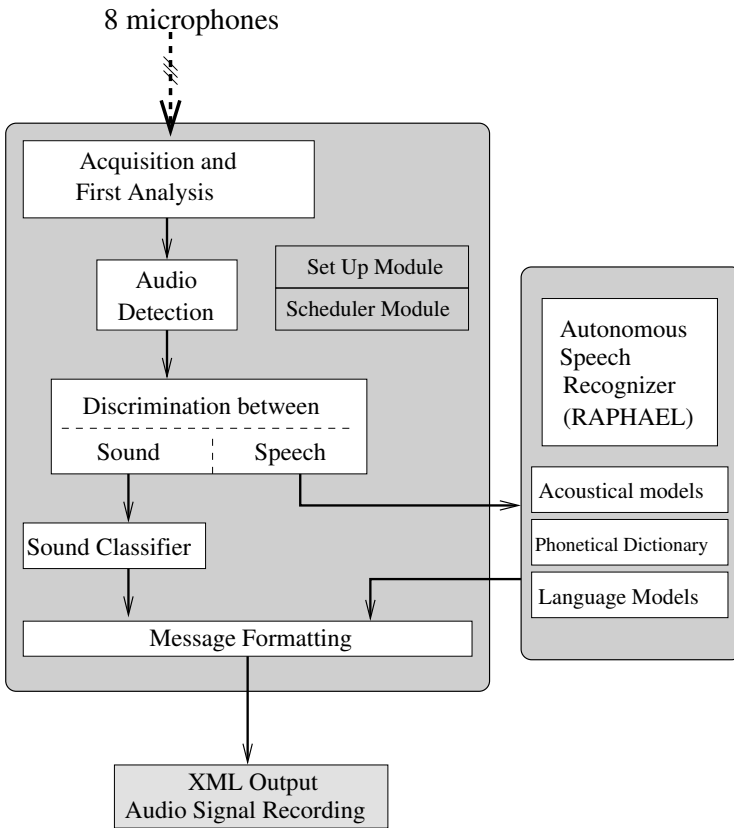 8 microphones
Acquisition and
First Analysis
Audio
Detection
Set Up Module
Scheduler Module
Discrimination between
Sound
Speech
Sound Classifier
Message Formatting
Autonomous
Speech
Recognizer
(RAPHAEL)
Acoustical models
Phonetical Dictionary
Language Models
XML Output
Audio Signal Recording